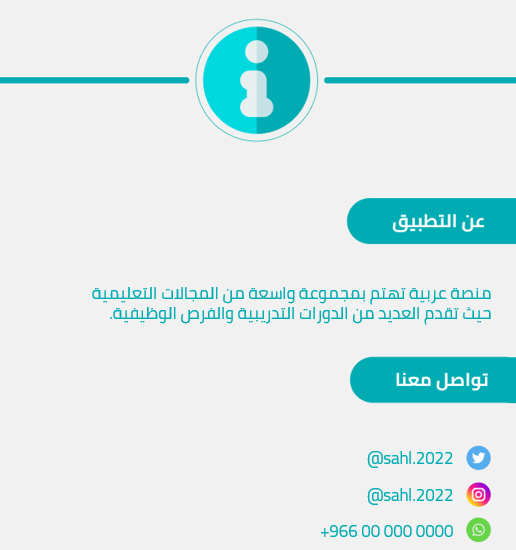 عن التطبيق
منصة عربية تهتم بمجموعة واسعة من المجالات التعليمية
حيث تقدم العديد من الدورات التدريبية والفرص الوظيفية.
تواصل معنا
@sahl.2022
@sahl.2022
+966 00 000 0000